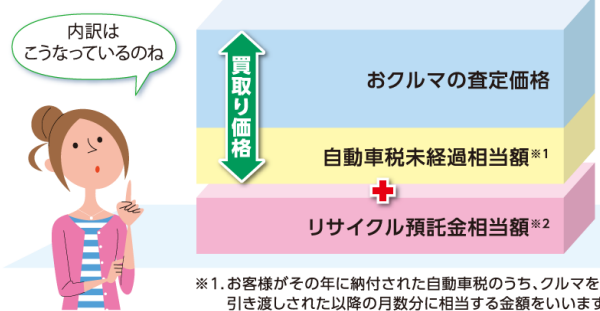 内訳は
こうなっているのね
買取り価格
おクルマの査定価格
自動車税未経過相当額※1
+
リサイクル預託金相当額※2
※1.お客様がその年に納付された自動車税のうち、クルマを
引き渡しされた以降の月数分に相当する金額をいいます